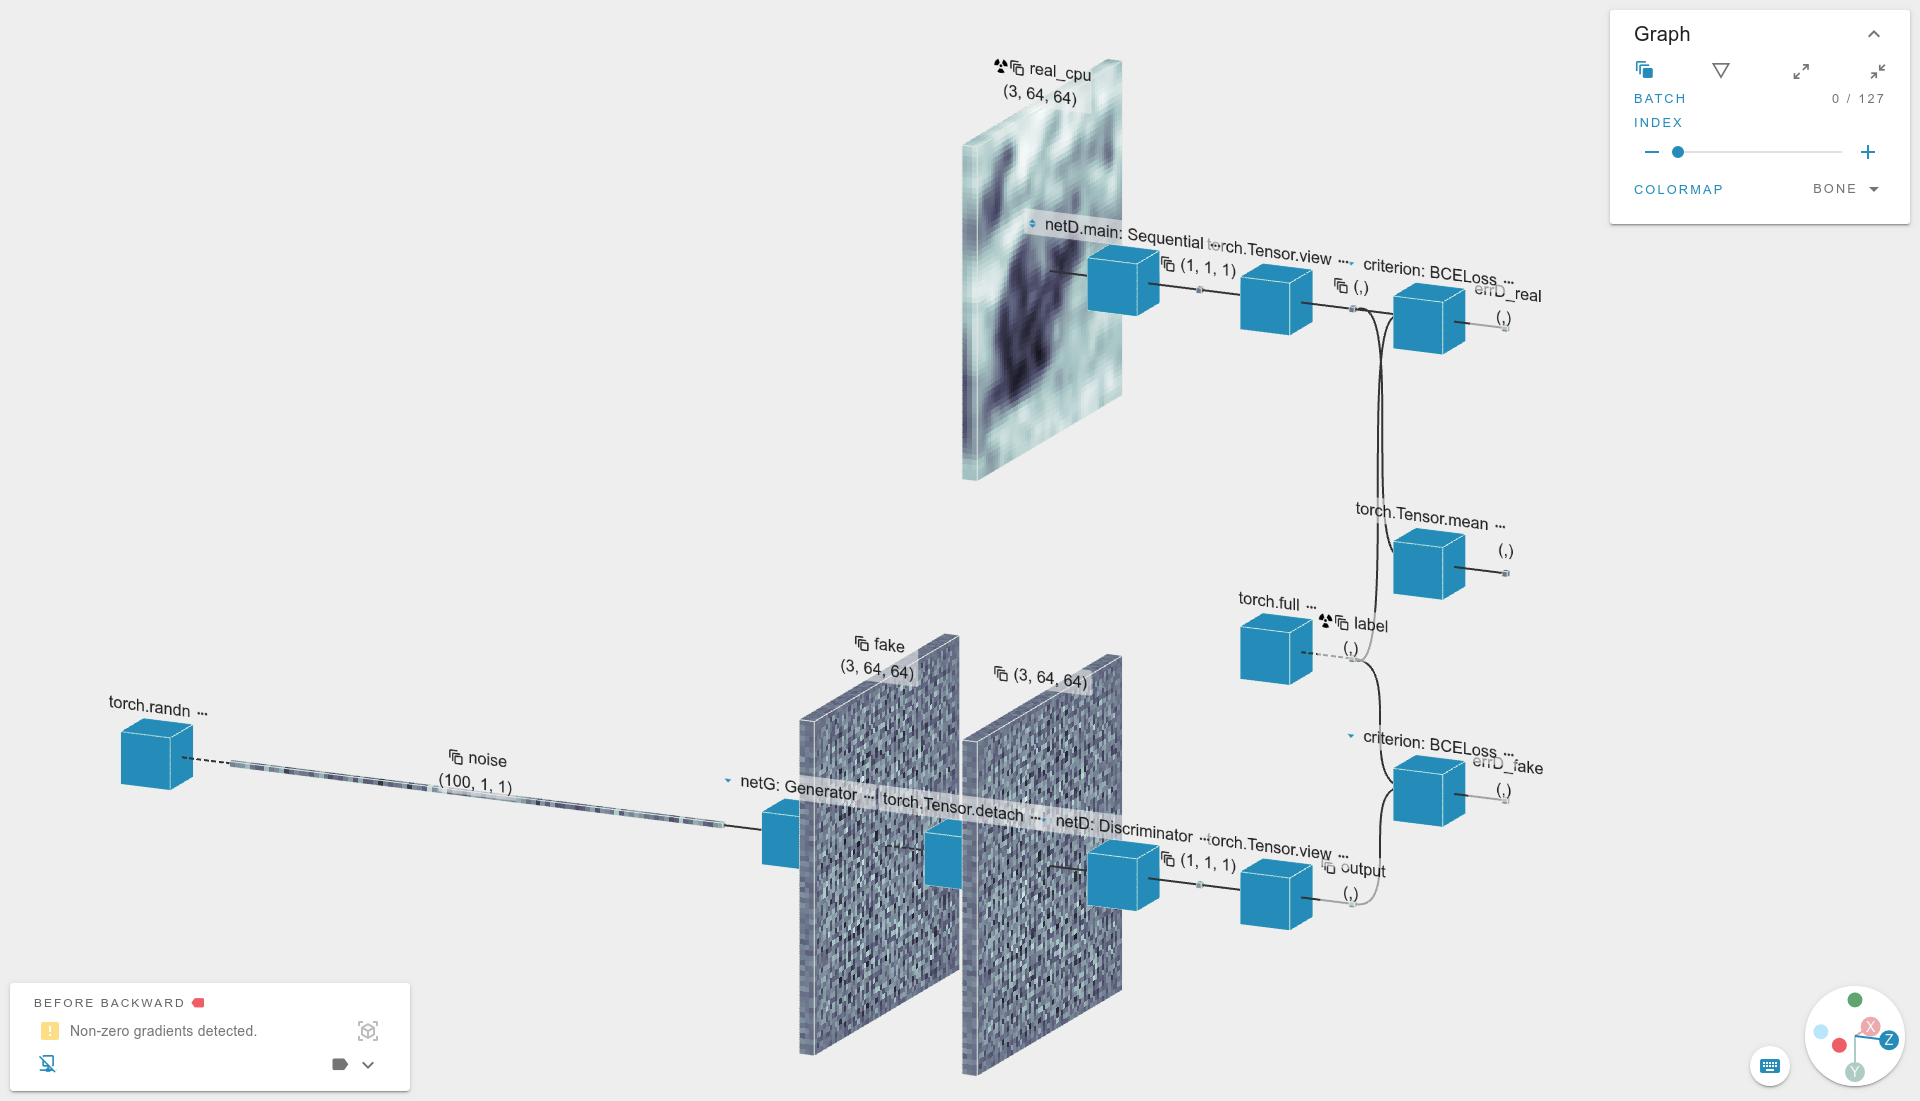 Graph
BATCH INDEX
0 / 127
COLORMAP
BONE
real_cpu
(3, 64, 64)
netD.main: Sequential ...
(1, 1, 1)
torch.Tensor.view ...
(,)
criterion: BCELoss ...
errD_real
(,)
torch.Tensor.mean ...
(,)
torch.full ...
label
(,)
torch.randn ...
noise
(100, 1, 1)
netG: Generator ...
fake
(3, 64, 64)
torch.Tensor.detach ...
(3, 64, 64)
netD: Discriminator ...
(1, 1, 1)
torch.Tensor.view ...
output
(,)
criterion: BCELoss ...
errD_fake
(,)
BEFORE BACKWARD
Non-zero gradients detected.
X
Z
Y